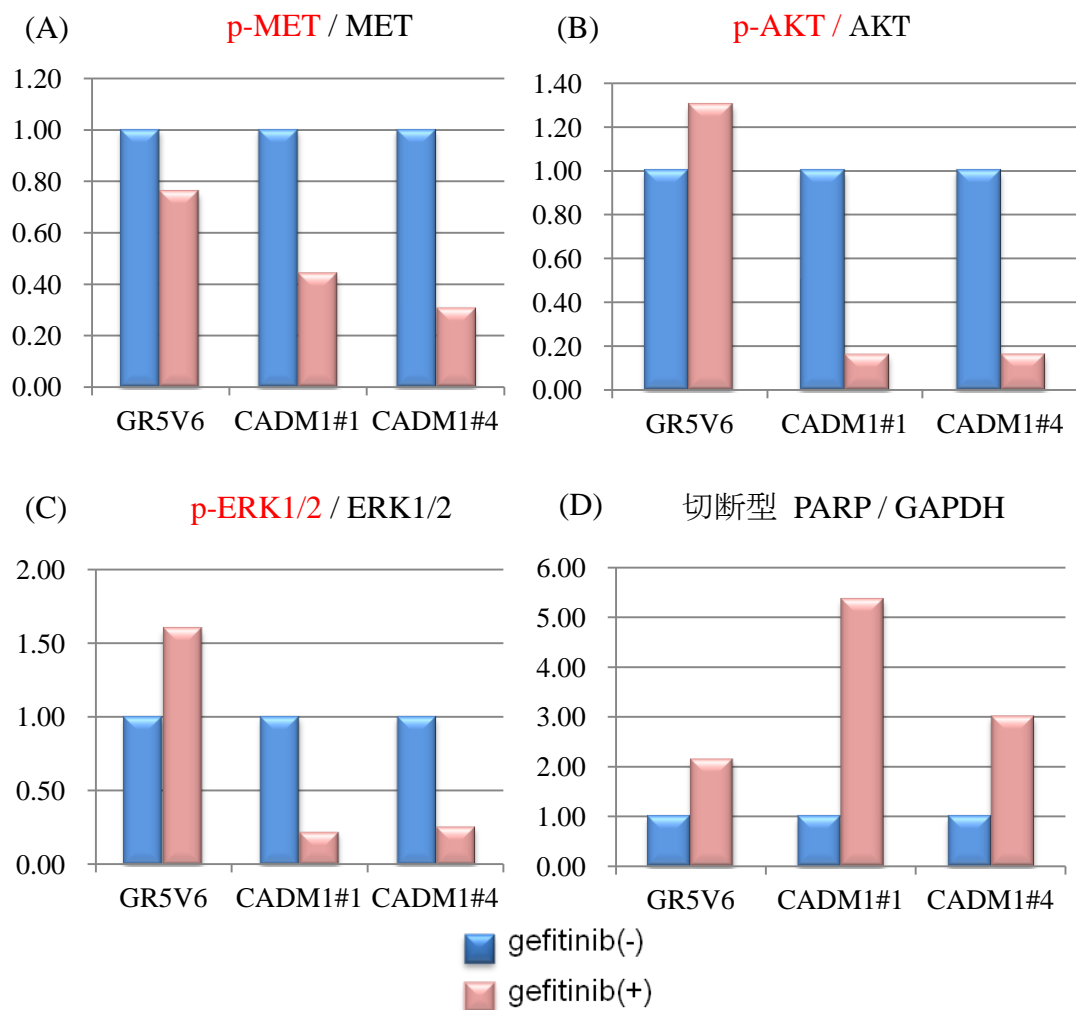 (A) p-MET / MET
1.20
1.00
0.80
0.60
0.40
0.20
0.00
GR5V6 CADM1#1 CADM1#4
(B) p-AKT / AKT
1.40
1.20
1.00
0.80
0.60
0.40
0.20
0.00
GR5V6 CADM1#1 CADM1#4
(C) p-ERK1/2 / ERK1/2
2.00
1.50
1.00
0.50
0.00
GR5V6 CADM1#1 CADM1#4
(D) 切断型 PARP / GAPDH
6.00
5.00
4.00
3.00
2.00
1.00
0.00
GR5V6 CADM1#1 CADM1#4
gefitinib(-)
gefitinib(+)